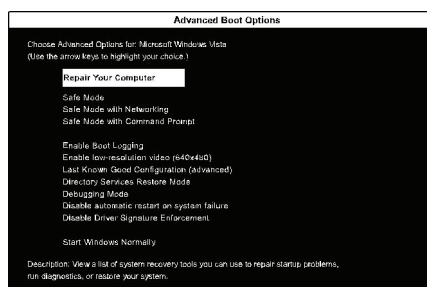 Advanced Boot Options
Choose Advanced Options for: Microsoft Windows Vista
(Use the arrow keys to highlight your choice.)
Repair Your Computer
Safe Mode
Safe Mode with Networking
Safe Mode with Command Prompt
Enable Boot Logging
Enable low-resolution video (640x480)
Last Known Good Configuration (advanced)
Directory Services Restore Mode
Debugging Mode
Disable automatic restart on system failure
Disable Driver Signature Enforcement
Start Windows Normally
Description: View a list of system recovery tools you can use to repair startup problems,
run diagnostics, or restore your system.